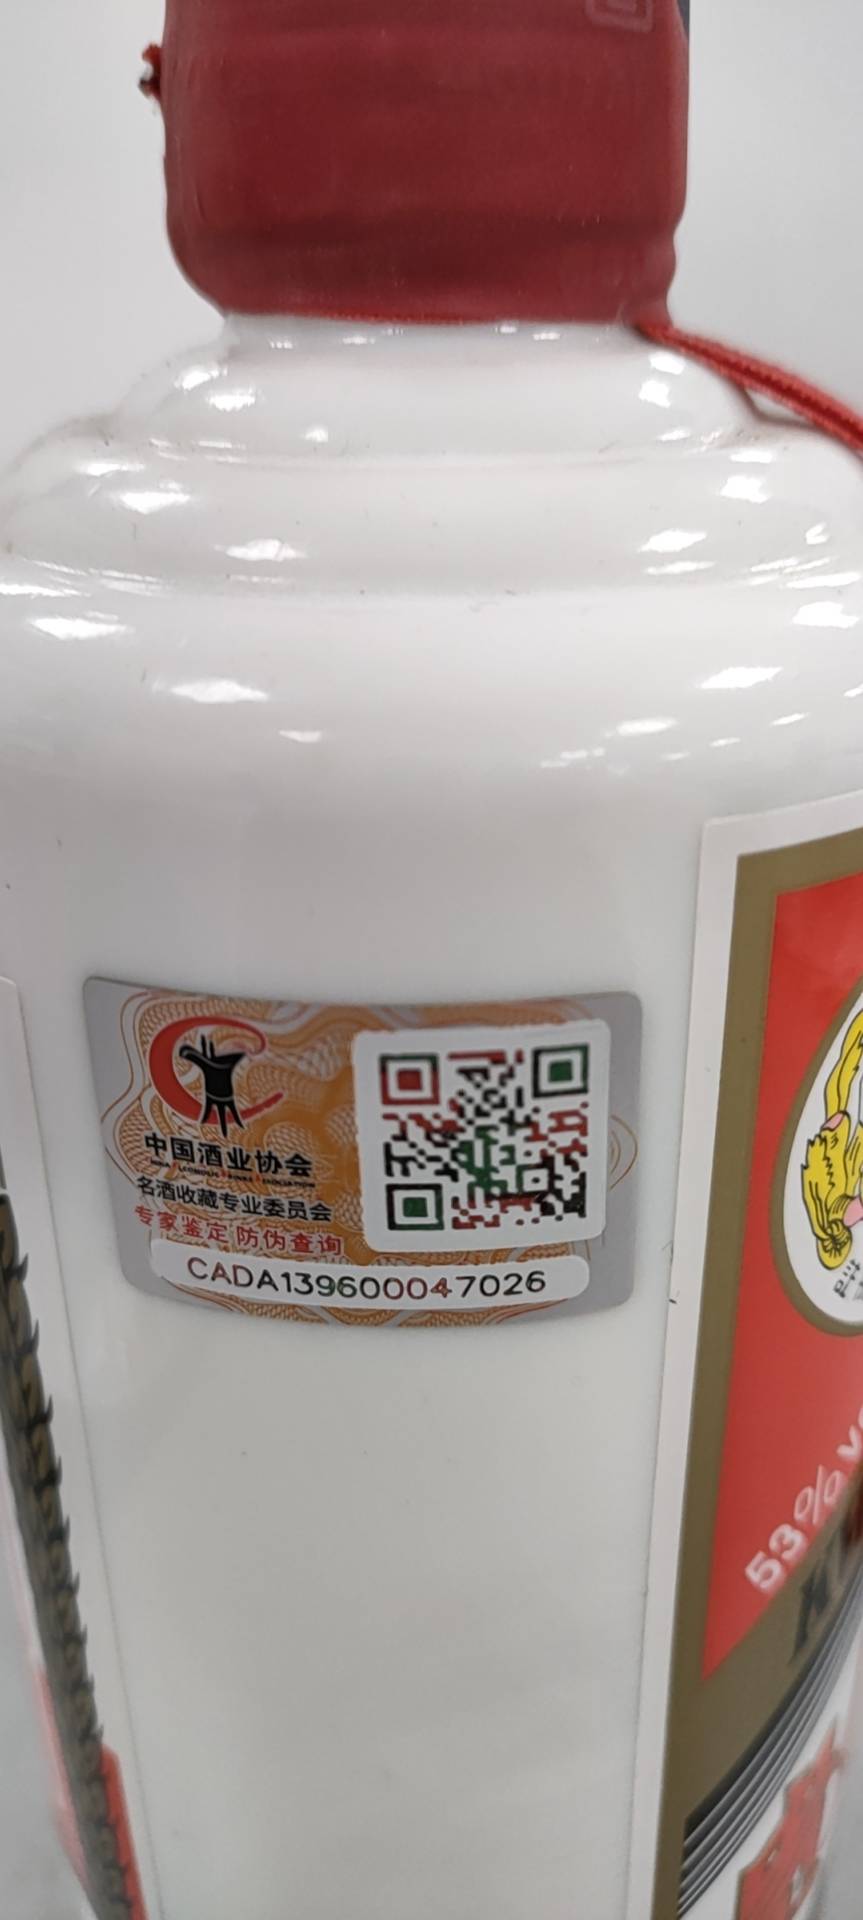 中国酒业协会
名酒收藏专业委员会
专家鉴定 防伪查询
CADA139600047026
53% V